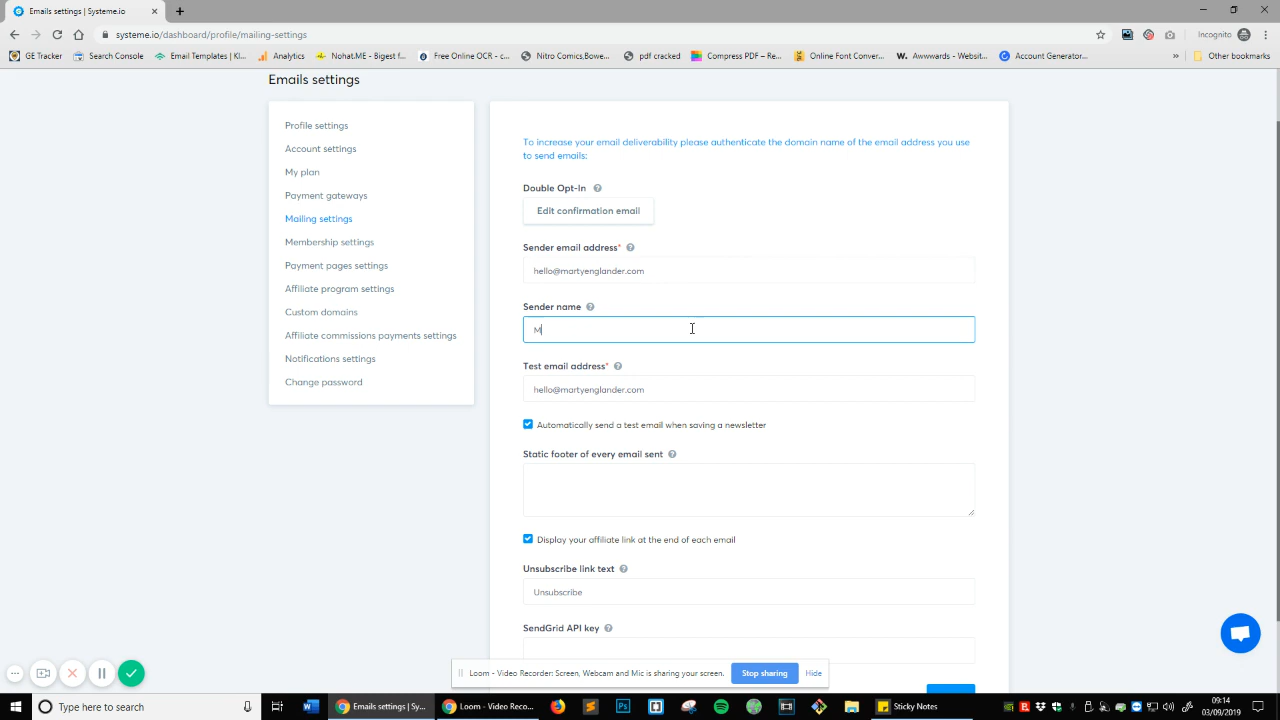 Emails settings | Systeme.io
systeme.io/dashboard/profile/mailing-settings
Incognito
GE Tracker
Search Console
Email Templates | Kl...
Analytics
NohatME - Bigest f...
Free Online OCR - c...
Nitro Comics,Bowe...
pdf cracked
Compress PDF – Re...
Online Font Conver...
Awwwards - Websit...
Account Generator...
Other bookmarks
Emails settings
Profile settings
Account settings
My plan
Payment gateways
Mailing settings
Membership settings
Payment pages settings
Affiliate program settings
Custom domains
Affiliate commissions payments settings
Notifications settings
Change password
To increase your email deliverability please authenticate the domain name of the email address you use
to send emails:
Double Opt-In
Edit confirmation email
Sender email address*
hello@martyenglander.com
Sender name
M
Test email address*
hello@martyenglander.com
Automatically send a test email when saving a newsletter
Static footer of every email sent
Display your affiliate link at the end of each email
Unsubscribe link text
Unsubscribe
SendGrid API key
Loom – Video Recorder: Screen, Webcam and Mic is sharing your screen.
Stop sharing
Hide
Type here to search
Emails settings | Sy...
Loom - Video Reco...
Sticky Notes
09:14